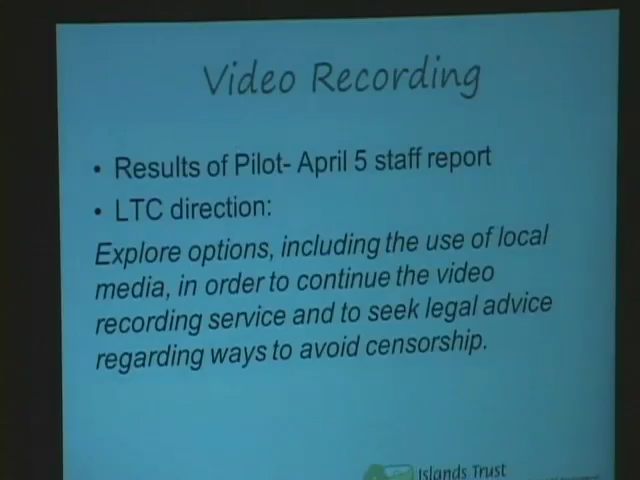 Video Recording
• Results of Pilot- April 5 staff report
• LTC direction:
Explore options, including the use of local
media, in order to continue the video
recording service and to seek legal advice
regarding ways to avoid censorship.
Islands Trust